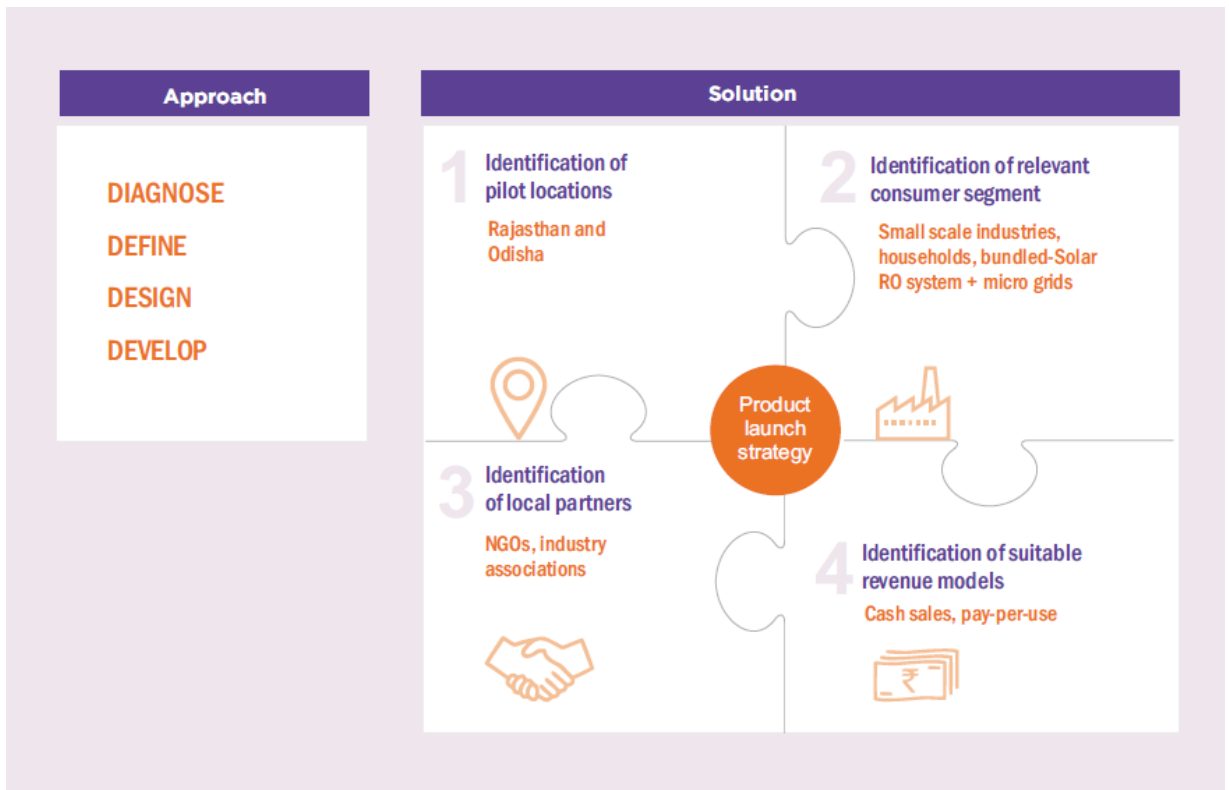 Approach
DIAGNOSE
DEFINE
DESIGN
DEVELOP
Solution
1
Identification of
pilot locations
Rajasthan and
Odisha
2
Identification of relevant
consumer segment
Small scale industries,
households, bundled-Solar
RO system + micro grids
Product
launch
strategy
3
Identification
of local partners
NGOs, industry
associations
4
Identification of suitable
revenue models
Cash sales, pay-per-use
₹